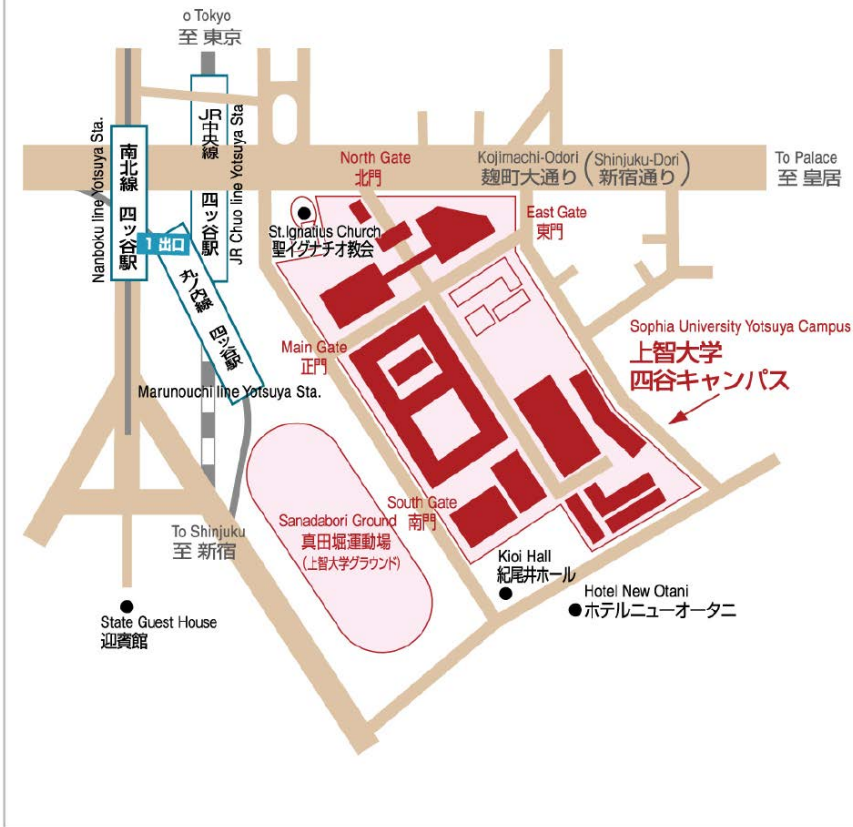 o Tokyo
至 東京
Nanboku line Yotsuya Sta.
南北線 四ッ谷駅
JR中央線 四ッ谷駅
JR Chuo line Yotsuya Sta
1 出口
丸ノ内線 四ッ谷駅
Marunouchi line Yotsuya Sta.
North Gate
北門
Kojimachi-Odori (Shinjuku-Dori)
麹町大通り(新宿通り)
To Palace
至 皇居
St.Ignatius Church
聖イグナチオ教会
East Gate
東門
Main Gate
正門
Sophia University Yotsuya Campus
上智大学
四谷キャンパス
South Gate
南門
Sanadabori Ground
真田堀運動場
(上智大学グラウンド)
To Shinjuku
至 新宿
Kioi Hall
紀尾井ホール
Hotel New Otani
ホテルニューオータニ
State Guest House
迎賓館